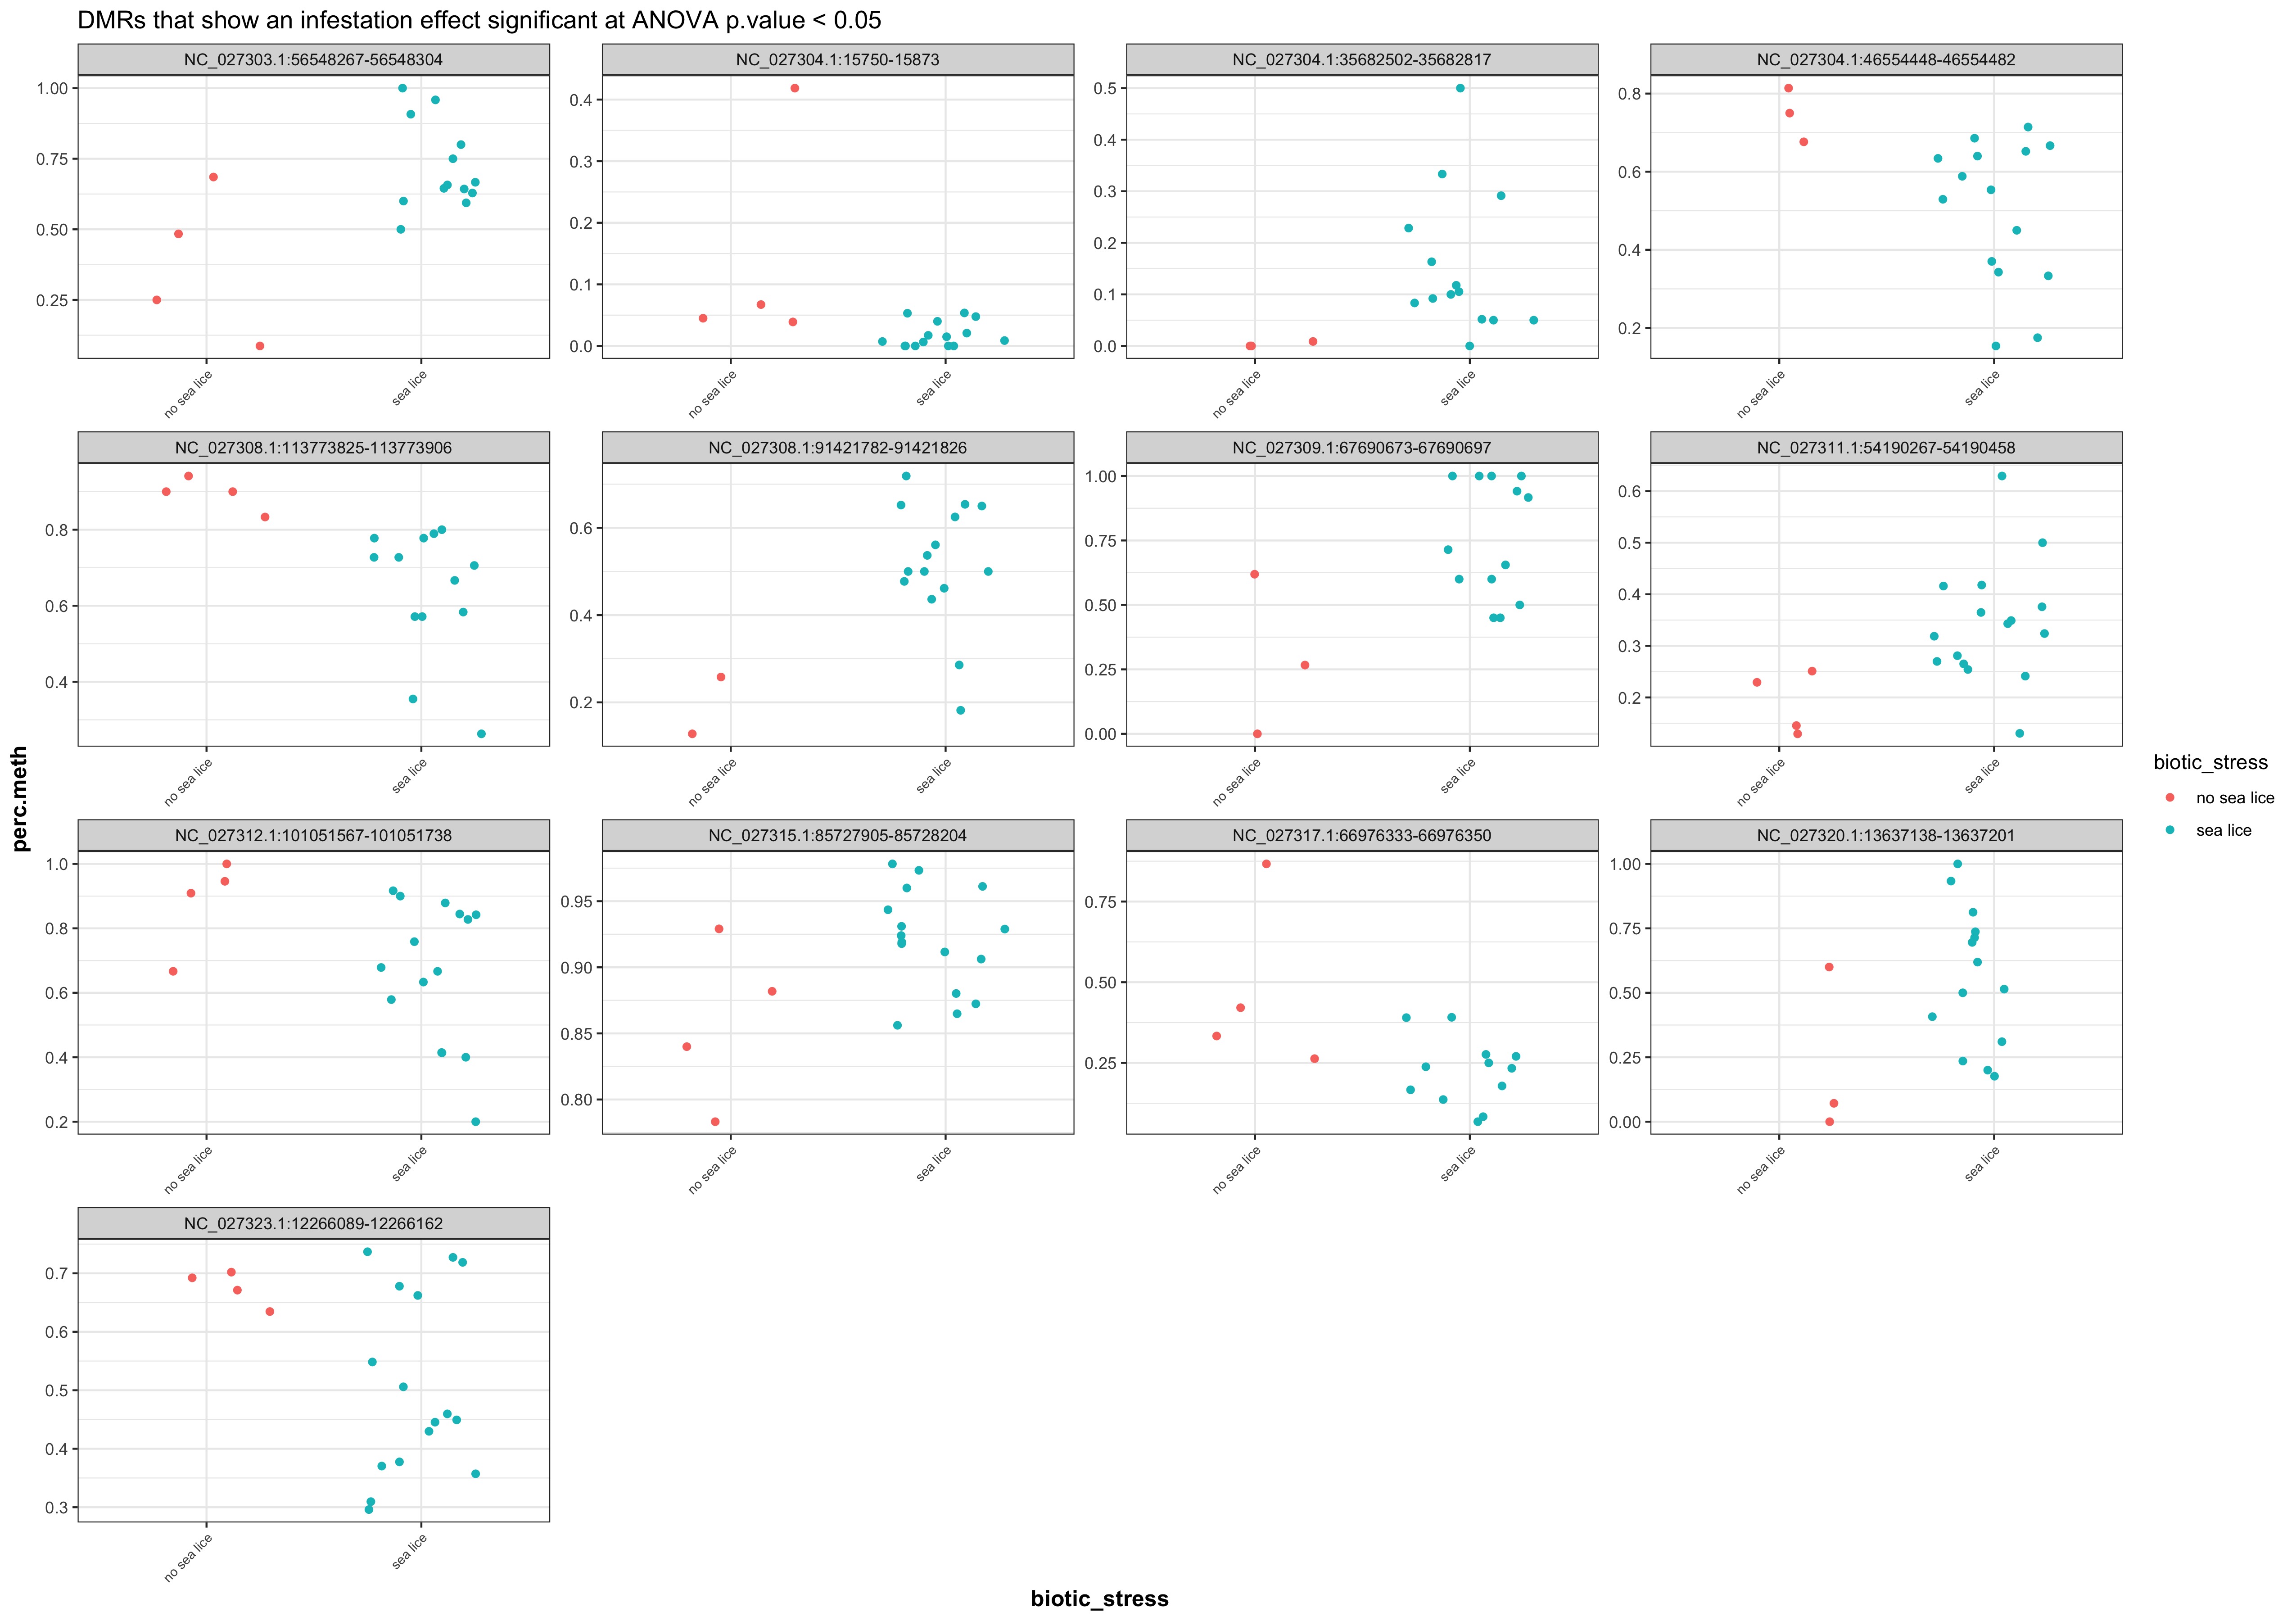 DMRs that show an infestation effect significant at ANOVA p.value < 0.05
NC_027303.1:56548267-56548304
NC_027304.1:15750-15873
NC_027304.1:35682502-35682817
NC_027304.1:46554448-46554482
1.00
0.75
0.50
0.25
0.4
0.3
0.2
0.1
0.0
0.5
0.4
0.3
0.2
0.1
0.0
0.8
0.6
0.4
0.2
no sea lice
sea lice
no sea lice
sea lice
no sea lice
sea lice
no sea lice
sea lice
NC_027308.1:113773825-113773906
NC_027308.1:91421782-91421826
NC_027309.1:67690673-67690697
NC_027311.1:54190267-54190458
0.8
0.6
0.4
0.6
0.4
0.2
1.00
0.75
0.50
0.25
0.00
0.6
0.5
0.4
0.3
0.2
no sea lice
sea lice
no sea lice
sea lice
no sea lice
sea lice
no sea lice
sea lice
perc.meth
biotic_stress
no sea lice
sea lice
NC_027312.1:101051567-101051738
NC_027315.1:85727905-85728204
NC_027317.1:66976333-66976350
NC_027320.1:13637138-13637201
1.0
0.8
0.6
0.4
0.2
0.95
0.90
0.85
0.80
0.75
0.50
0.25
1.00
0.75
0.50
0.25
0.00
no sea lice
sea lice
no sea lice
sea lice
no sea lice
sea lice
no sea lice
sea lice
NC_027323.1:12266089-12266162
0.7
0.6
0.5
0.4
0.3
no sea lice
sea lice
biotic_stress